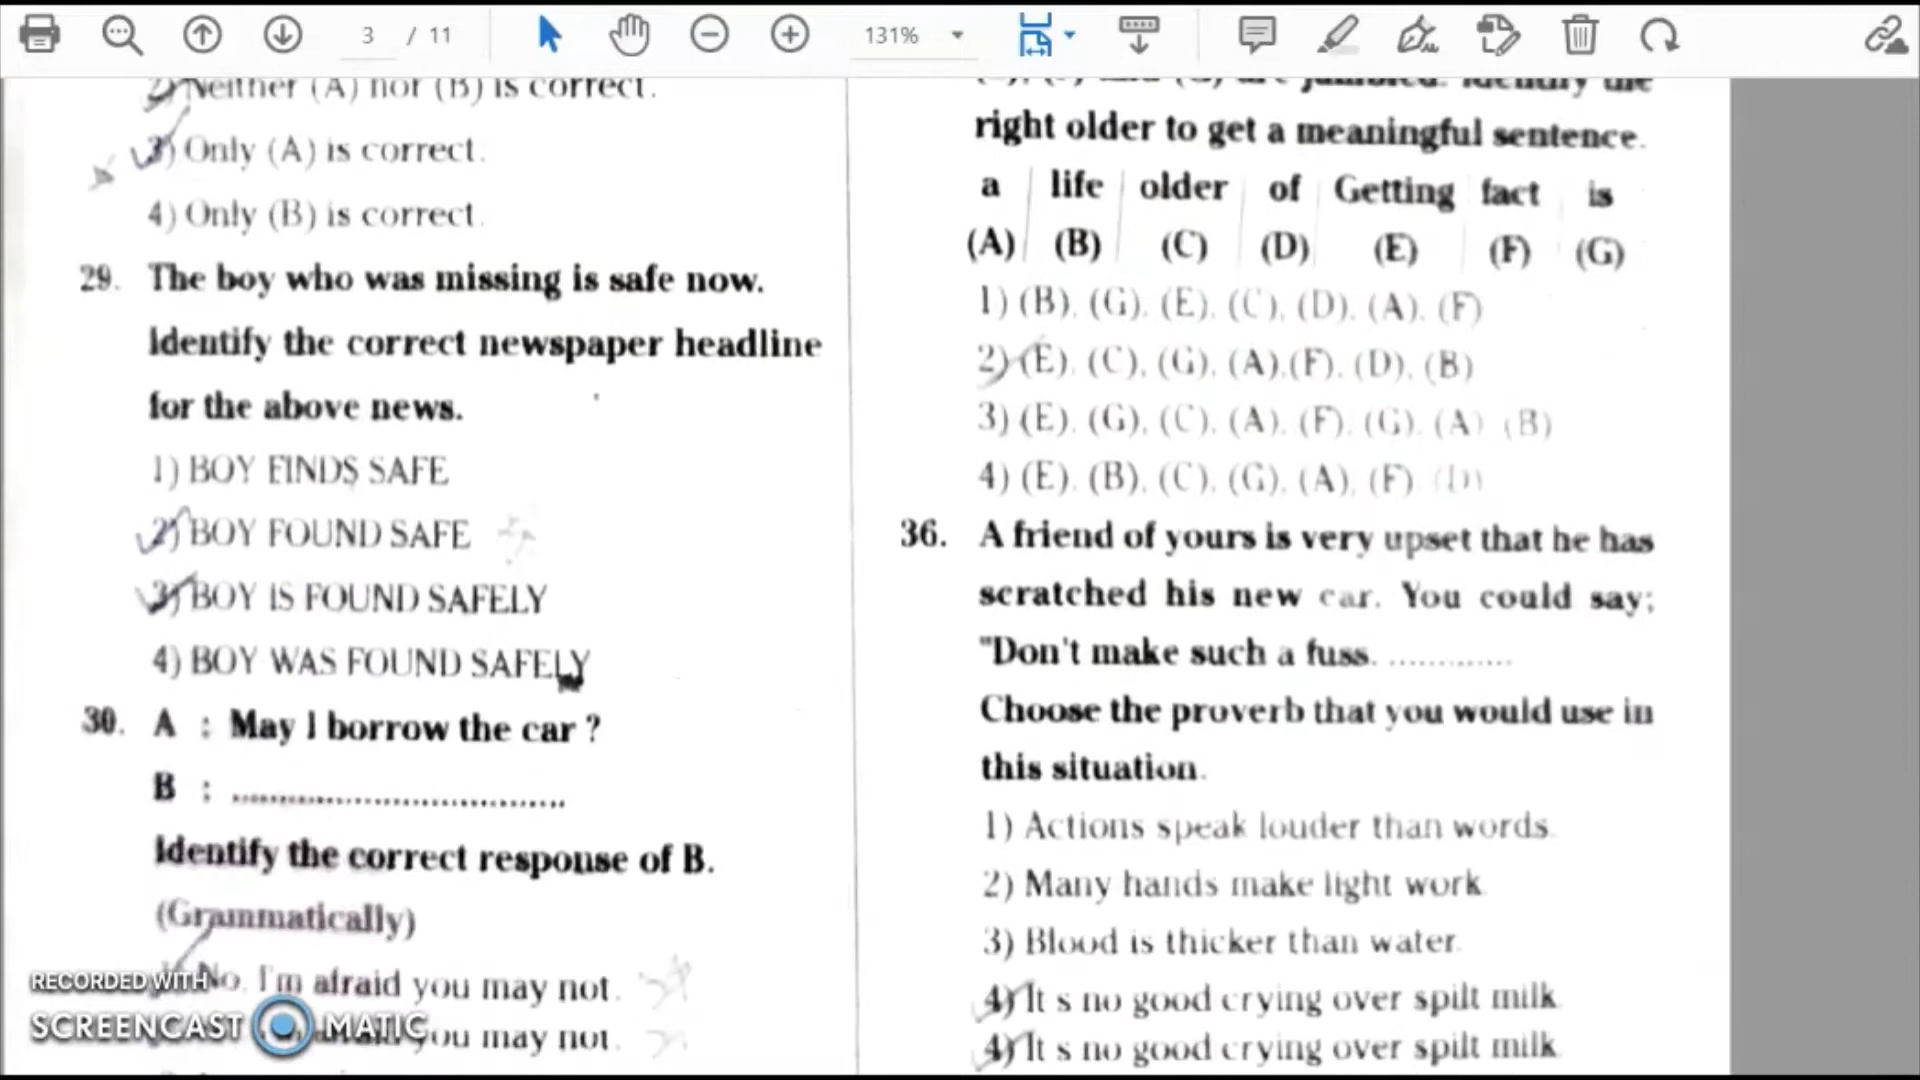 3 / 11
131%
2) Neither (A) nor (B) is correct.
3) Only (A) is correct.
4) Only (B) is correct.
29. The boy who was missing is safe now.
Identify the correct newspaper headline
for the above news.
1) BOY FINDS SAFE
2) BOY FOUND SAFE
3) BOY IS FOUND SAFELY
4) BOY WAS FOUND SAFELY
30. A : May I borrow the car ?
B : ..................................
Identify the correct response of B.
(Grammatically)
No. I'm afraid you may not.
you may not.
are jumbled. Identify the
right older to get a meaningful sentence.
a life older of Getting fact is
(A) (B) (C) (D) (E) (F) (G)
1) (B). (G). (E). (C). (D). (A). (F)
2) (E). (C). (G). (A).(F). (D). (B)
3) (E). (G). (C). (A). (F). (G). (A) (B)
4) (E). (B). (C). (G). (A). (F) (D)
36. A friend of yours is very upset that he has
scratched his new car. You could say;
"Don't make such a fuss. .............
Choose the proverb that you would use in
this situation.
1) Actions speak louder than words.
2) Many hands make light work.
3) Blood is thicker than water.
4) It s no good crying over spilt milk.
4) It s no good crying over spilt milk.
RECORDED WITH
SCREENCAST MATIC